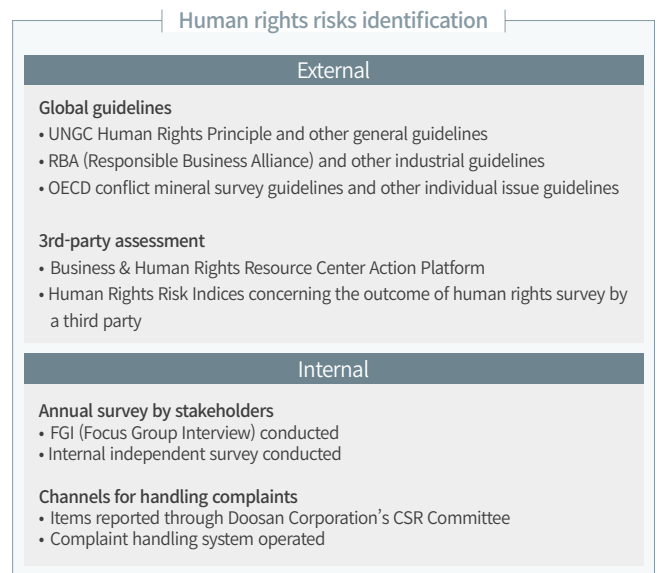 Human rights risks identification
External
Global guidelines
• UNGC Human Rights Principle and other general guidelines
• RBA (Responsible Business Alliance) and other industrial guidelines
• OECD conflict mineral survey guidelines and other individual issue guidelines
3rd-party assessment
• Business & Human Rights Resource Center Action Platform
• Human Rights Risk Indices concerning the outcome of human rights survey by
a third party
Internal
Annual survey by stakeholders
• FGI (Focus Group Interview) conducted
• Internal independent survey conducted
Channels for handling complaints
• Items reported through Doosan Corporation's CSR Committee
• Complaint handling system operated